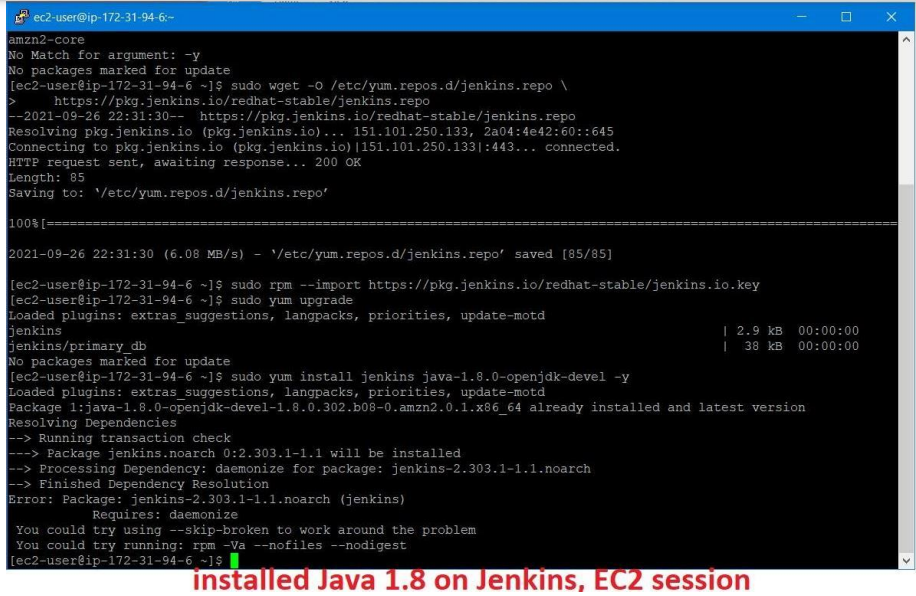 ec2-user@ip-172-31-94-6:~
amzn2-core
No Match for argument: -y
No packages marked for update
[ec2-user@ip-172-31-94-6 ~]$ sudo wget -O /etc/yum.repos.d/jenkins.repo \
>     https://pkg.jenkins.io/redhat-stable/jenkins.repo
--2021-09-26 22:31:30--  https://pkg.jenkins.io/redhat-stable/jenkins.repo
Resolving pkg.jenkins.io (pkg.jenkins.io)... 151.101.250.133, 2a04:4e42:60::645
Connecting to pkg.jenkins.io (pkg.jenkins.io)|151.101.250.133|:443... connected.
HTTP request sent, awaiting response... 200 OK
Length: 85
Saving to: ‘/etc/yum.repos.d/jenkins.repo’
100%[=====================================================================================================
2021-09-26 22:31:30 (6.08 MB/s) - ‘/etc/yum.repos.d/jenkins.repo’ saved [85/85]
[ec2-user@ip-172-31-94-6 ~]$ sudo rpm --import https://pkg.jenkins.io/redhat-stable/jenkins.io.key
[ec2-user@ip-172-31-94-6 ~]$ sudo yum upgrade
Loaded plugins: extras_suggestions, langpacks, priorities, update-motd
jenkins | 2.9 kB  00:00:00
jenkins/primary_db |  38 kB  00:00:00
No packages marked for update
[ec2-user@ip-172-31-94-6 ~]$ sudo yum install jenkins java-1.8.0-openjdk-devel -y
Loaded plugins: extras_suggestions, langpacks, priorities, update-motd
Package 1:java-1.8.0-openjdk-devel-1.8.0.302.b08-0.amzn2.0.1.x86_64 already installed and latest version
Resolving Dependencies
--> Running transaction check
---> Package jenkins.noarch 0:2.303.1-1.1 will be installed
--> Processing Dependency: daemonize for package: jenkins-2.303.1-1.1.noarch
--> Finished Dependency Resolution
Error: Package: jenkins-2.303.1-1.1.noarch (jenkins)
           Requires: daemonize
 You could try using --skip-broken to work around the problem
 You could try running: rpm -Va --nofiles --nodigest
[ec2-user@ip-172-31-94-6 ~]$
installed Java 1.8 on Jenkins, EC2 session